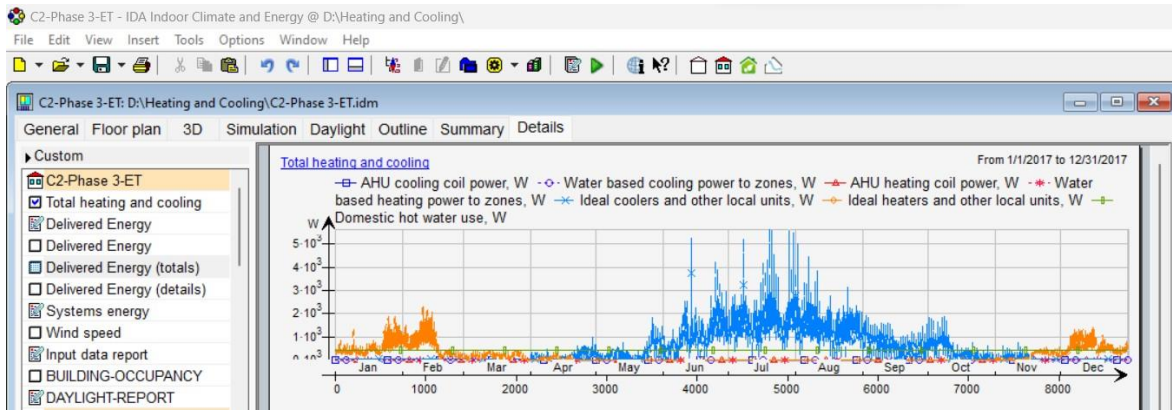 C2-Phase 3-ET - IDA Indoor Climate and Energy @ D:\Heating and Cooling\
File Edit View Insert Tools Options Window Help
C2-Phase 3-ET: D:\Heating and Cooling\C2-Phase 3-ET.idm
General Floor plan 3D Simulation Daylight Outline Summary Details
Custom
C2-Phase 3-ET
Total heating and cooling
Delivered Energy
Delivered Energy
Delivered Energy (totals)
Delivered Energy (details)
Systems energy
Wind speed
Input data report
BUILDING-OCCUPANCY
DAYLIGHT-REPORT
Total heating and cooling
From 1/1/2017 to 12/31/2017
AHU cooling coil power, W Water based cooling power to zones, W AHU heating coil power, W Water
based heating power to zones, W Ideal coolers and other local units, W Ideal heaters and other local units, W
Domestic hot water use, W
W
5·10³
4·10³
3·10³
2·10³
1·10³
0·10³
Jan Feb Mar Apr May Jun Jul Aug Sep Oct Nov Dec
0 1000 2000 3000 4000 5000 6000 7000 8000